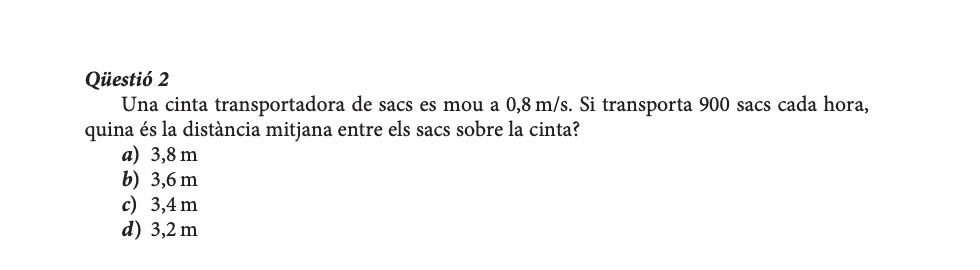 Qüestió 2
Una cinta transportadora de sacs es mou a 0,8 m/s. Si transporta 900 sacs cada hora,
quina és la distància mitjana entre els sacs sobre la cinta?
a) 3,8 m
b) 3,6 m
c) 3,4 m
d) 3,2 m